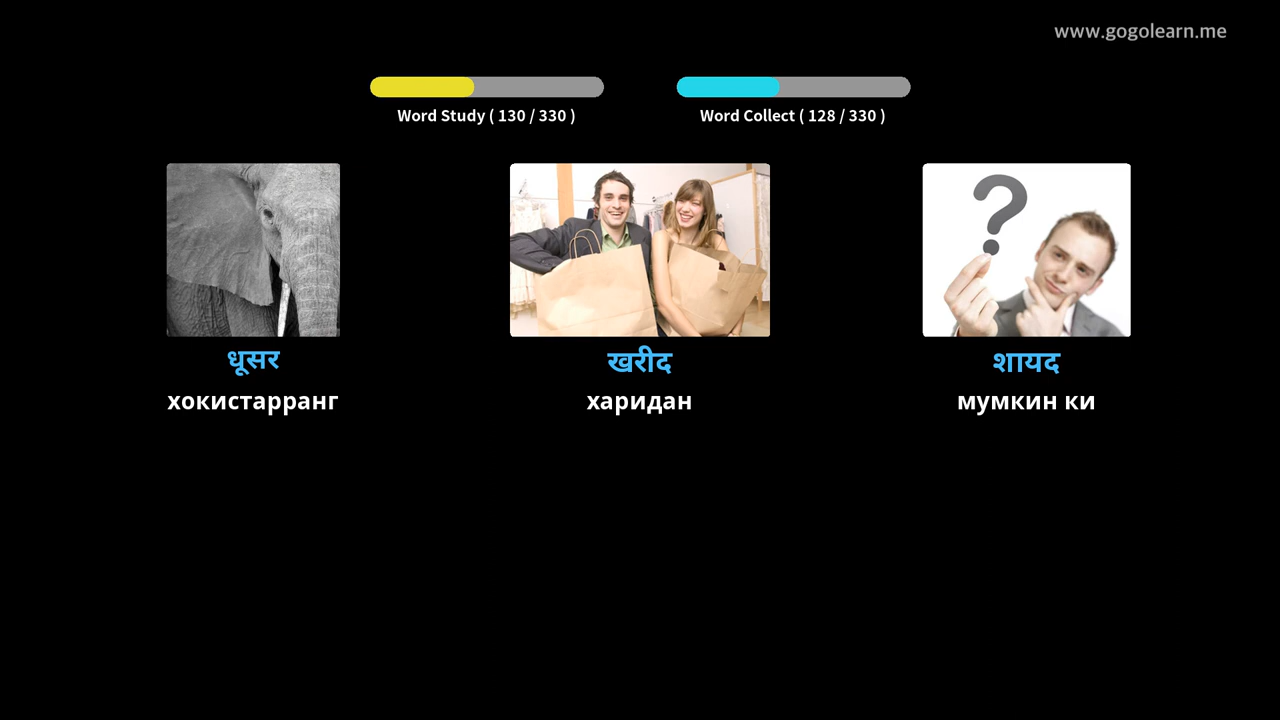 www.gogolearn.me
Word Study ( 130 / 330 )
Word Collect ( 128 / 330 )
धूसर
खरीद
शायद
хокистарранг
харидан
мумкин ки